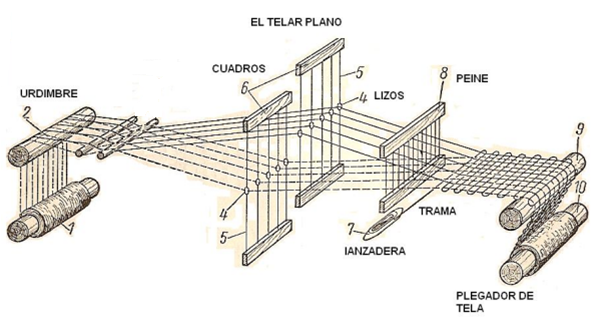 EL TELAR PLANO
CUADROS
URDIMBRE
5
6
4
LIZOS
8
PEINE
2
9
10
4
1
5
7
TRAMA
IANZADERA
PLEGADOR DE
TELA